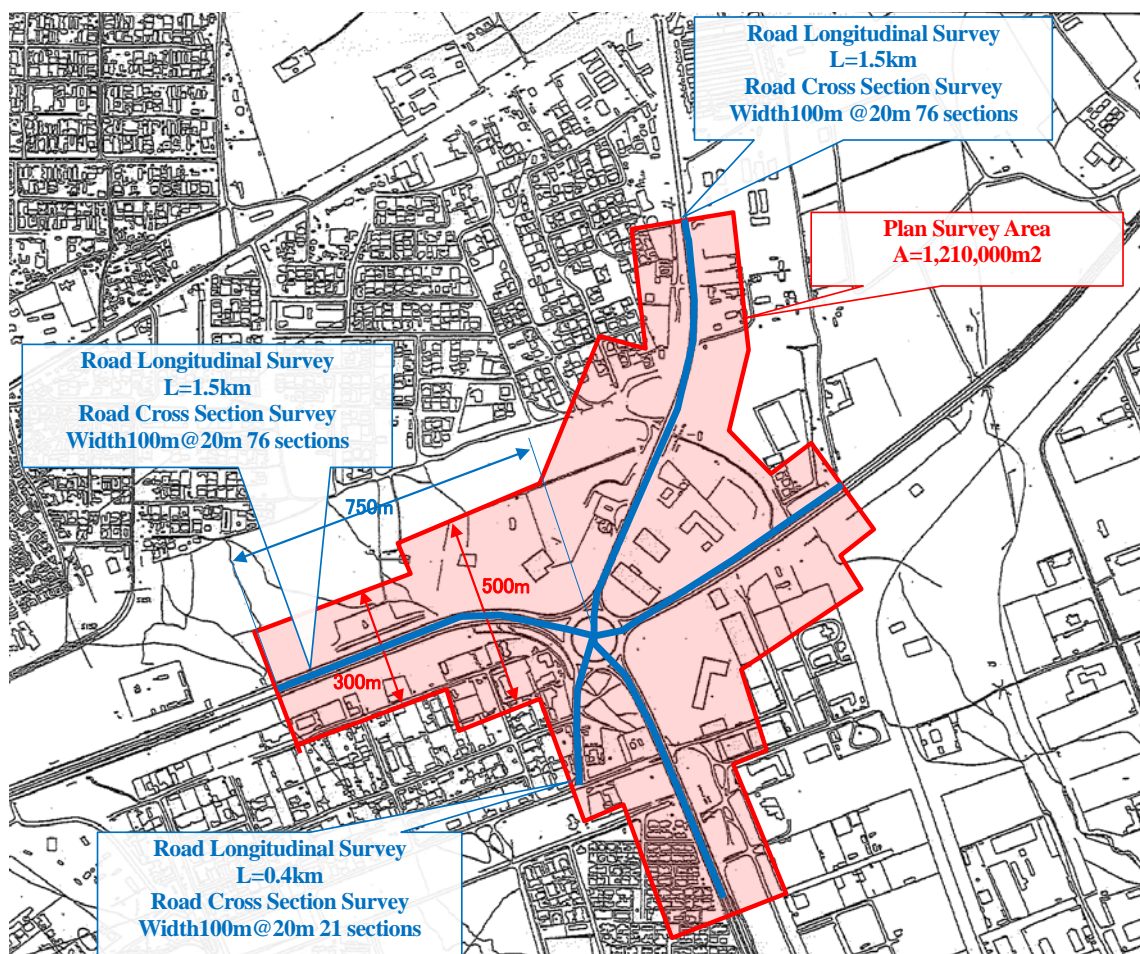 Road Longitudinal Survey
L=1.5km
Road Cross Section Survey
Width100m @20m 76 sections
Plan Survey Area
A=1,210,000m2
Road Longitudinal Survey
L=1.5km
Road Cross Section Survey
Width100m@20m 76 sections
750m
500m
300m
Road Longitudinal Survey
L=0.4km
Road Cross Section Survey
Width100m@20m 21 sections